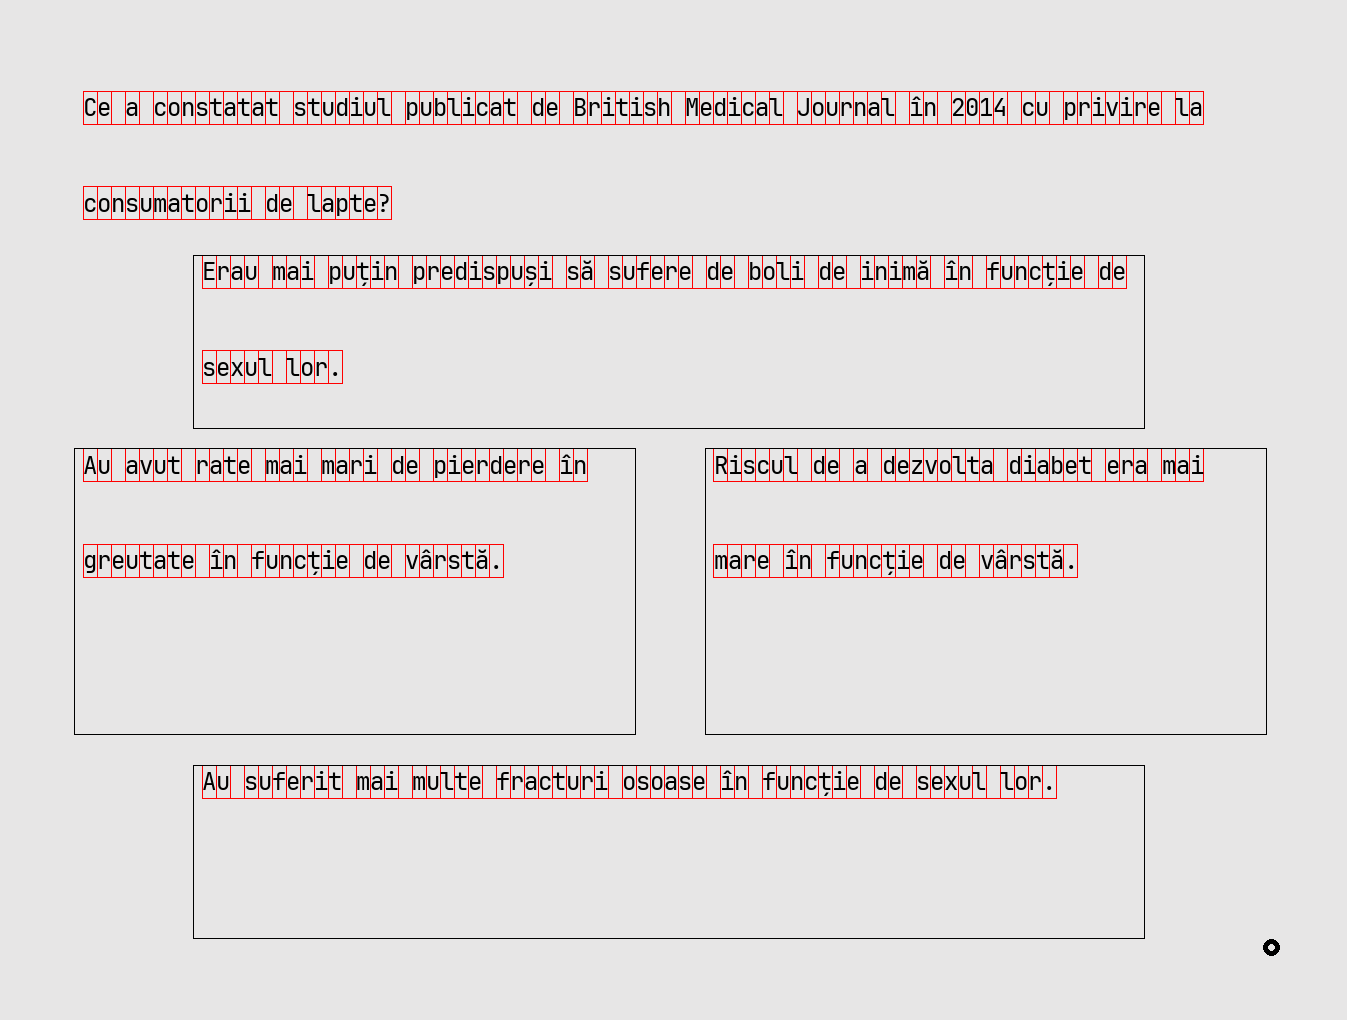 Ce a constatat studiul publicat de British Medical Journal în 2014 cu privire la
consumatorii de lapte?
Erau mai puțin predispuși să sufere de boli de inimă în funcție de
sexul lor.
Au avut rate mai mari de pierdere în
greutate în funcție de vârstă.
Riscul de a dezvolta diabet era mai
mare în funcție de vârstă.
Au suferit mai multe fracturi osoase în funcție de sexul lor.